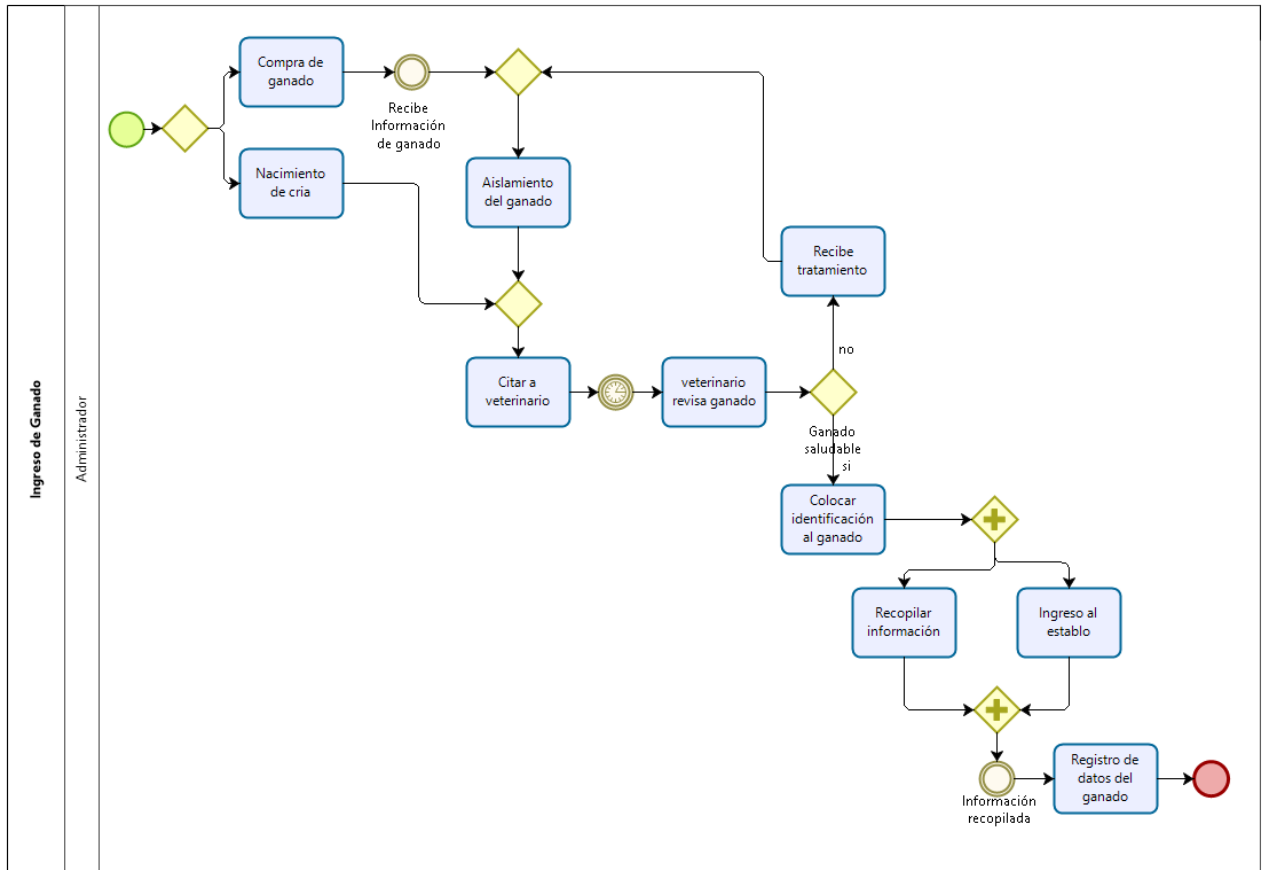 Ingreso de Ganado
Administrador
Compra de
ganado
Recibe
Información
de ganado
Nacimiento
de cria
Aislamiento
del ganado
Recibe
tratamiento
no
Citar a
veterinario
veterinario
revisa ganado
Ganado
saludable
si
Colocar
identificación
al ganado
Recopilar
información
Ingreso al
establo
Información
recopilada
Registro de
datos del
ganado